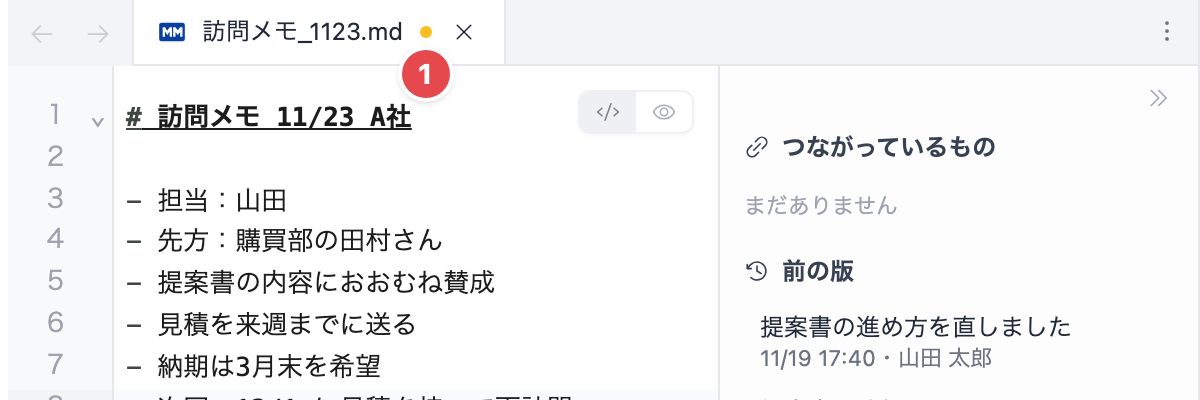 MM 訪問メモ_1123.md
1
1 # 訪問メモ 11/23 A社
2
3 - 担当：山田
4 - 先方：購買部の田村さん
5 - 提案書の内容におおむね賛成
6 - 見積を来週までに送る
7 - 納期は3月末を希望
つながっているもの
まだありません
前の版
提案書の進め方を直しました
11/19 17:40・山田 太郎